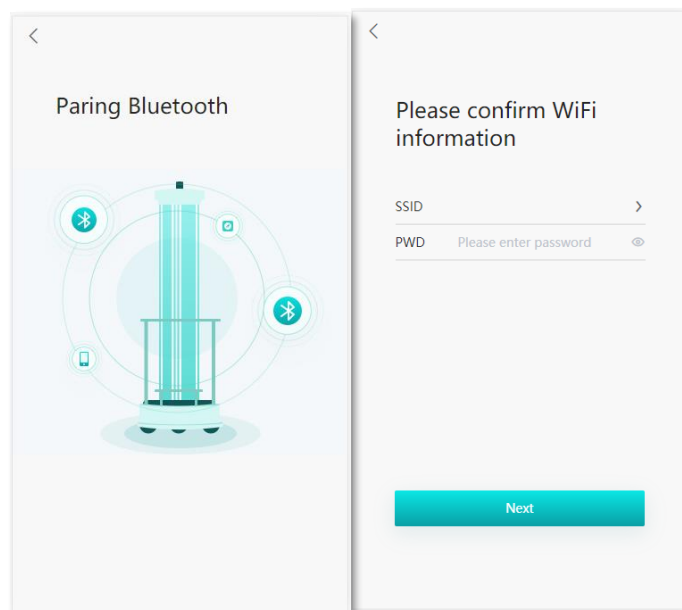 Paring Bluetooth
Please confirm WiFi
information
SSID
PWD Please enter password
Next